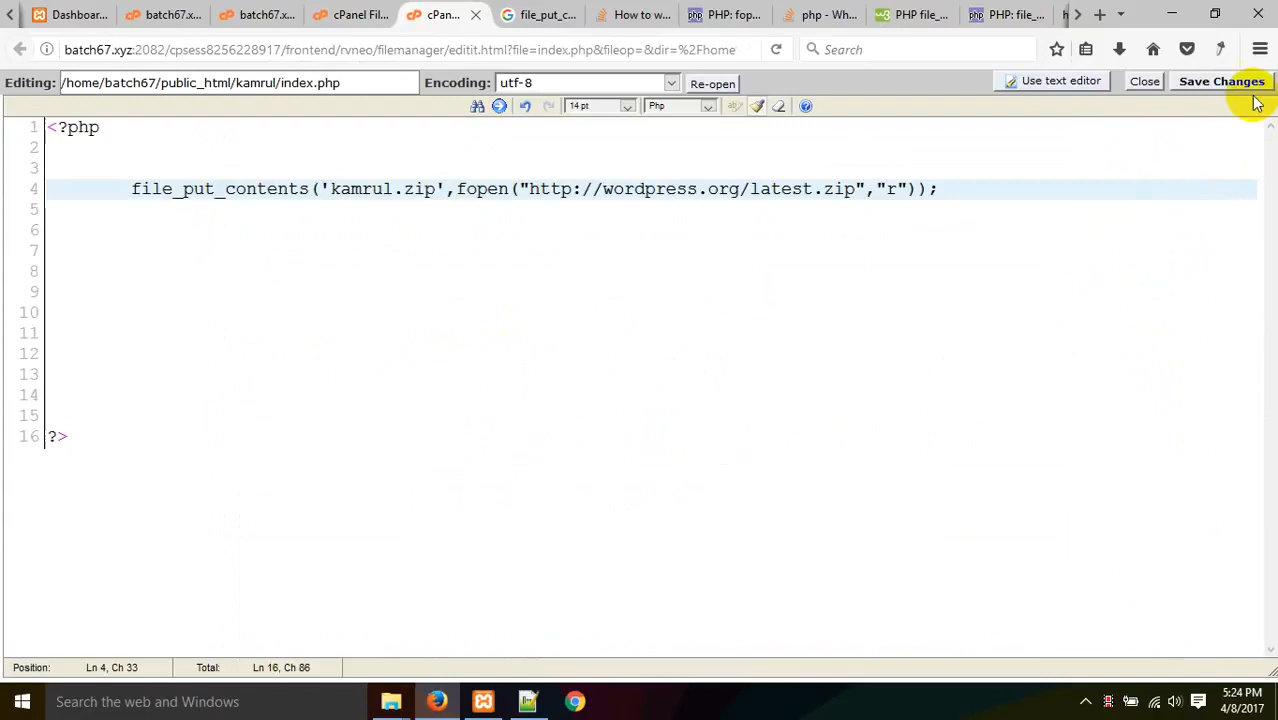 Dashboar...
batch67.x...
batch67.x...
cPanel Fil...
cPan...
file_put_c...
How to w...
PHP: fop...
php - Wh...
PHP file_...
PHP: file_...
batch67.xyz:2082/cpsess8256228917/frontend/rvneo/filemanager/editit.html?file=index.php&fileop=&dir=%2Fhome
Search
Editing: /home/batch67/public_html/kamrul/index.php Encoding: utf-8 Re-open Use text editor Close Save Changes
14 pt Php
1 <?php
2
3
4 file_put_contents('kamrul.zip',fopen("http://wordpress.org/latest.zip","r"));
5
6
7
8
9
10
11
12
13
14
15
16 ?>
Position: Ln 4, Ch 33 Total: Ln 16, Ch 86
Search the web and Windows
5:24 PM
4/8/2017